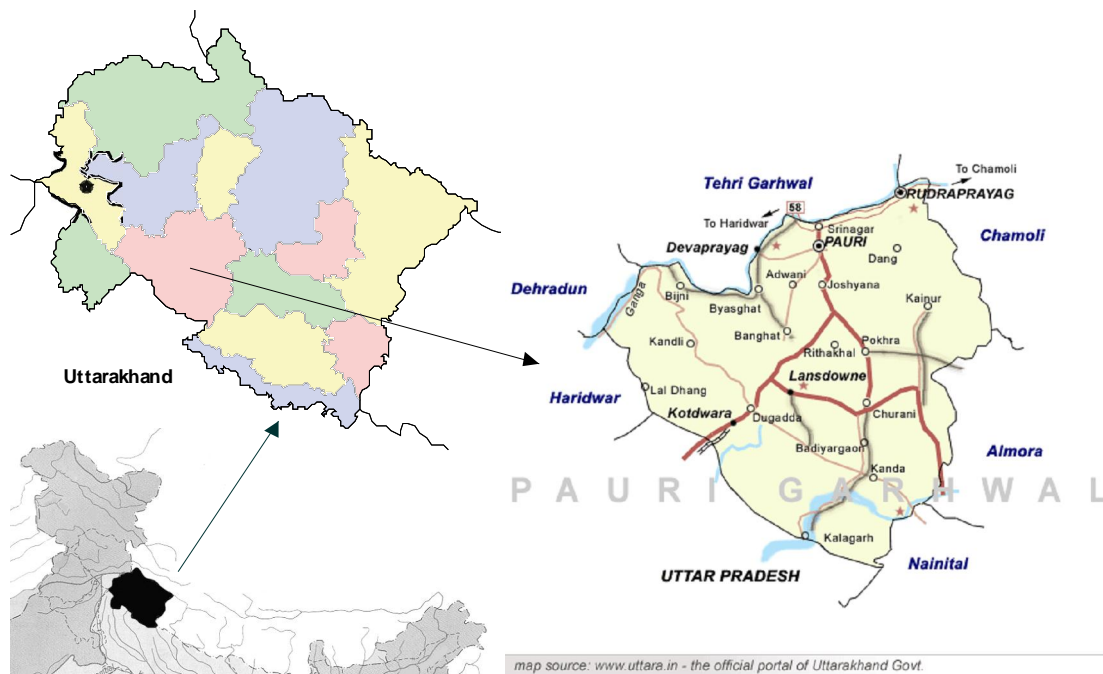 Uttarakhand
To Chamoli
Tehri Garhwal
RUDRAPRAYAG
58
To Haridwar
Srinagar
Chamoli
Devaprayag
PAURI
Dang
Adwani
Dehradun
Ganga
Bijni
Joshyana
Kainur
Byasghat
Banghat
Kandli
Rithakhal
Pokhra
Lansdowne
Lal Dhang
Haridwar
Kotdwara
Dugadda
Churani
Badiyargaon
Almora
Kanda
PAURI GARHWAL
Kalagarh
Nainital
UTTAR PRADESH
map source: www.uttara.in - the official portal of Uttarakhand Govt.